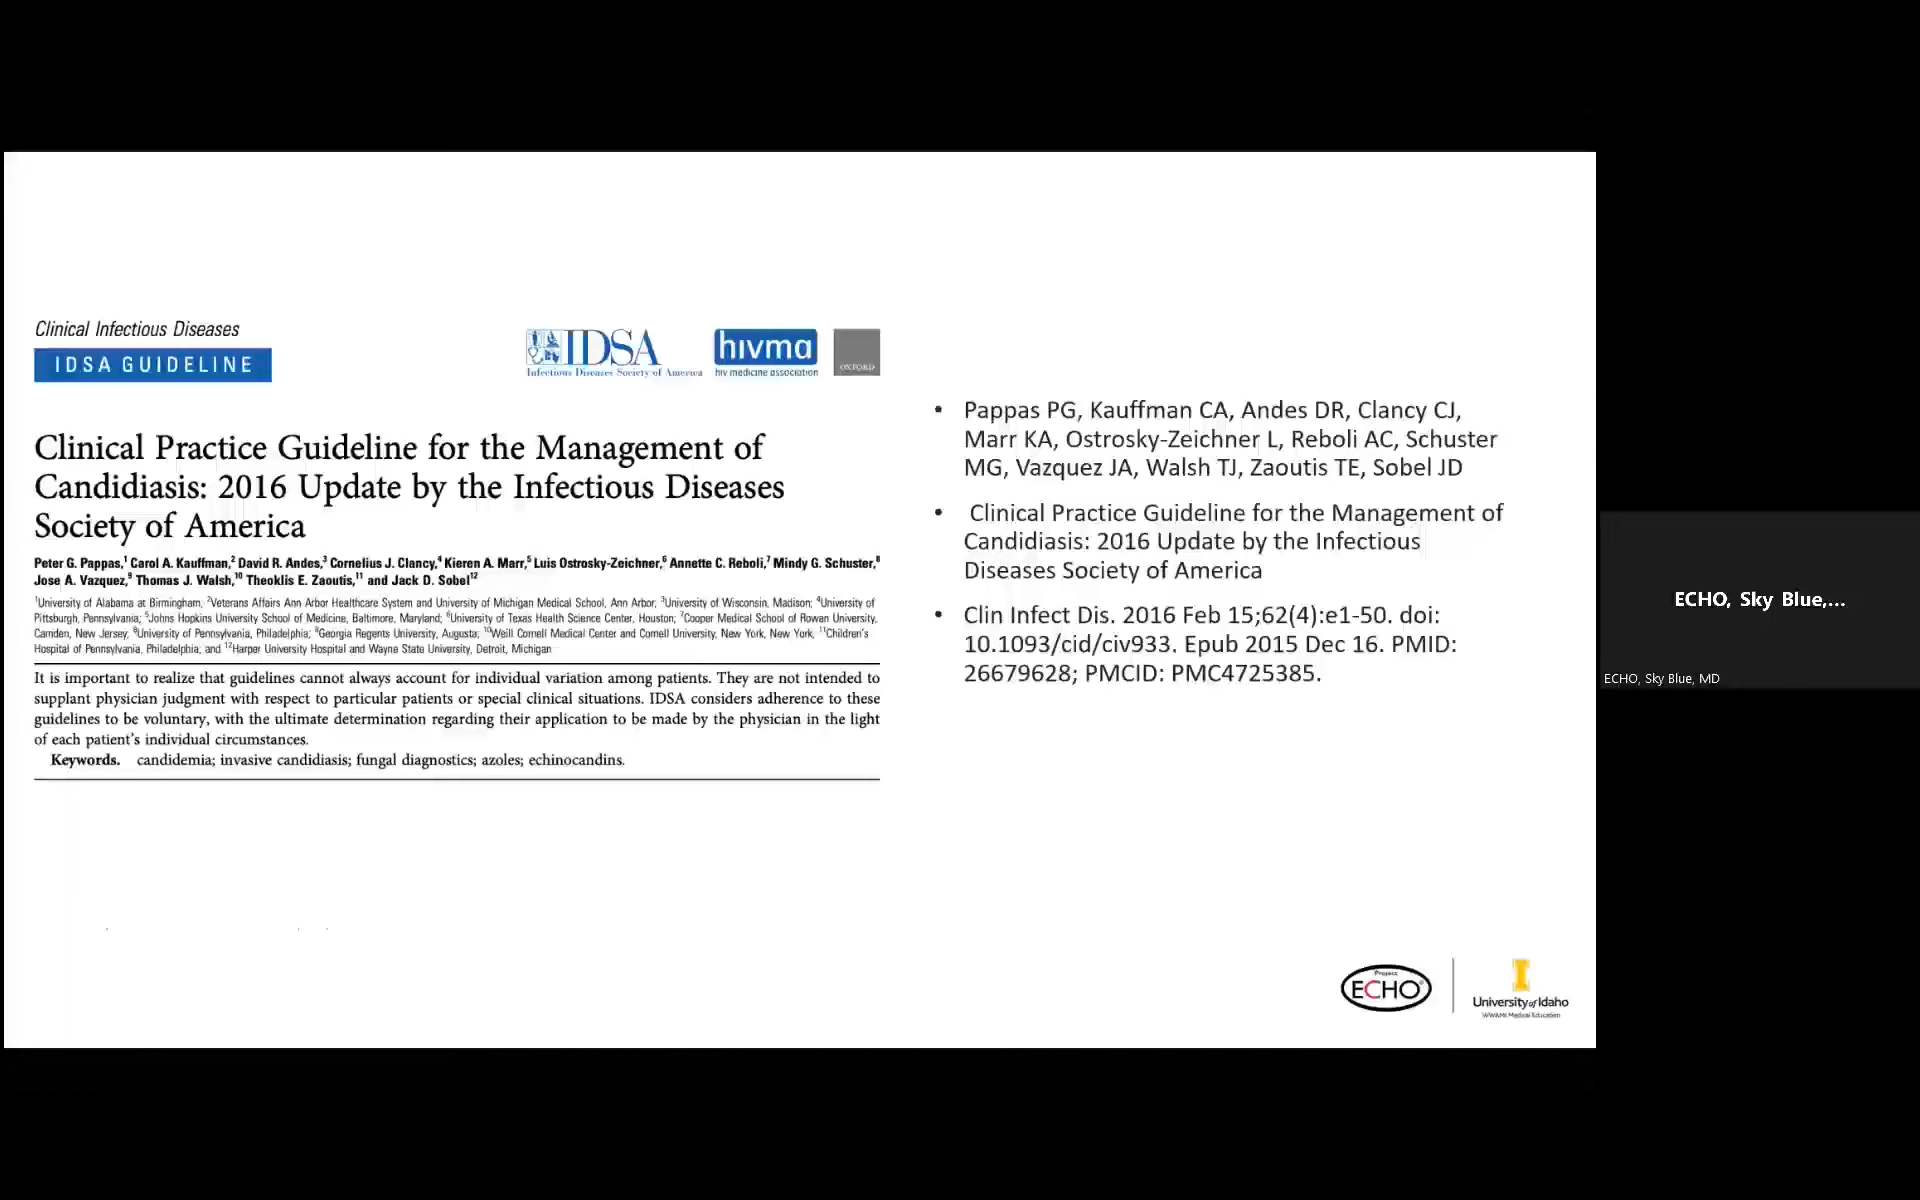 Clinical Infectious Diseases
IDSA GUIDELINE
IDSA
Infectious Diseases Society of America
hivma
hiv medicine association
OXFORD
Clinical Practice Guideline for the Management of
Candidiasis: 2016 Update by the Infectious Diseases
Society of America
Peter G. Pappas,1 Carol A. Kauffman,2 David R. Andes,3 Cornelius J. Clancy,4 Kieren A. Marr,5 Luis Ostrosky-Zeichner,6 Annette C. Reboli,7 Mindy G. Schuster,8
Jose A. Vazquez,9 Thomas J. Walsh,10 Theoklis E. Zaoutis,11 and Jack D. Sobel12
1University of Alabama at Birmingham, 2Veterans Affairs Ann Arbor Healthcare System and University of Michigan Medical School, Ann Arbor, 3University of Wisconsin, Madison; 4University of
Pittsburgh, Pennsylvania; 5Johns Hopkins University School of Medicine, Baltimore, Maryland; 6University of Texas Health Science Center, Houston; 7Cooper Medical School of Rowan University,
Camden, New Jersey; 8University of Pennsylvania, Philadelphia; 9Georgia Regents University, Augusta; 10Weill Cornell Medical Center and Cornell University, New York, New York, 11Children's
Hospital of Pennsylvania, Philadelphia; and 12Harper University Hospital and Wayne State University, Detroit, Michigan
It is important to realize that guidelines cannot always account for individual variation among patients. They are not intended to
supplant physician judgment with respect to particular patients or special clinical situations. IDSA considers adherence to these
guidelines to be voluntary, with the ultimate determination regarding their application to be made by the physician in the light
of each patient's individual circumstances.
Keywords. candidemia; invasive candidiasis; fungal diagnostics; azoles; echinocandins.
• Pappas PG, Kauffman CA, Andes DR, Clancy CJ,
Marr KA, Ostrosky-Zeichner L, Reboli AC, Schuster
MG, Vazquez JA, Walsh TJ, Zaoutis TE, Sobel JD
• Clinical Practice Guideline for the Management of
Candidiasis: 2016 Update by the Infectious
Diseases Society of America
• Clin Infect Dis. 2016 Feb 15;62(4):e1-50. doi:
10.1093/cid/civ933. Epub 2015 Dec 16. PMID:
26679628; PMCID: PMC4725385.
Project
ECHO®
I
University of Idaho
WWAMI Medical Education
ECHO, Sky Blue,...
ECHO, Sky Blue, MD